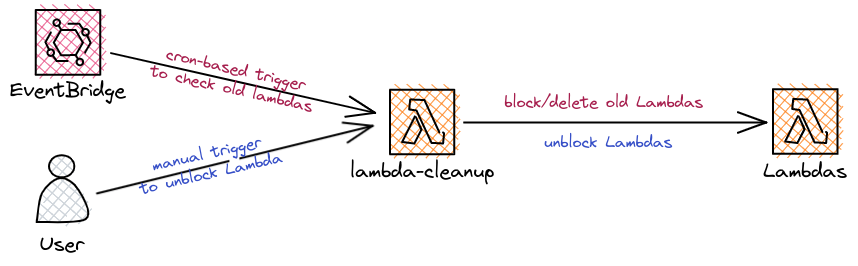 EventBridge
cron-based trigger
to check old lambdas
manual trigger
to unblock Lambda
User
lambda-cleanup
block/delete old Lambdas
unblock Lambdas
Lambdas